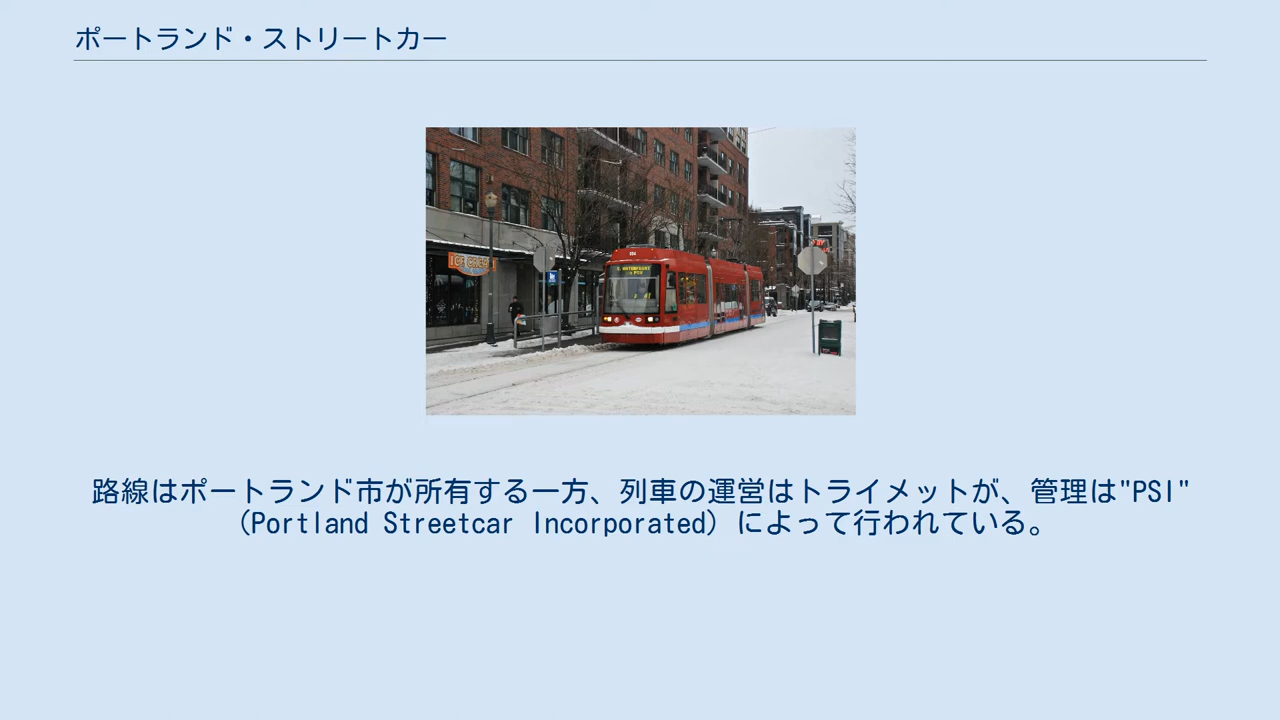 ポートランド・ストリートカー
ICE CREAM
路線はポートランド市が所有する一方、列車の運営はトライメットが、管理は"PSI"
（Portland Streetcar Incorporated）によって行われている。